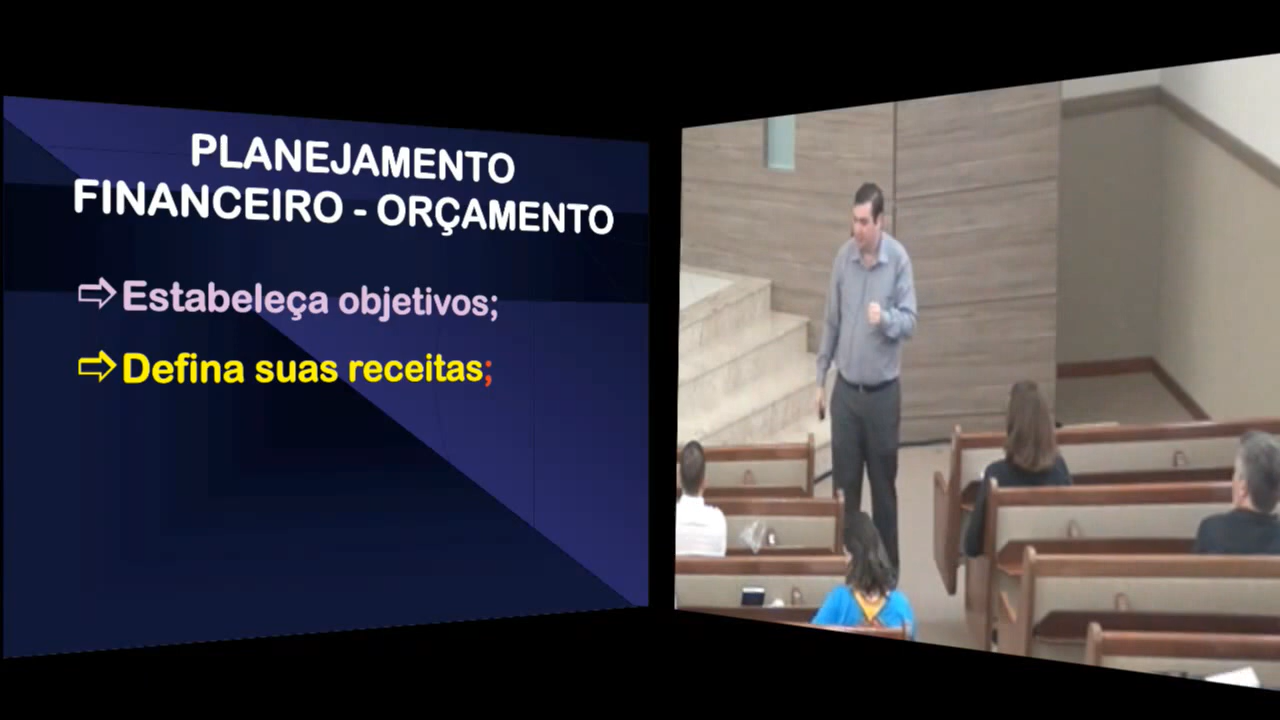 PLANEJAMENTO
FINANCEIRO - ORÇAMENTO
⇨Estabeleça objetivos;
⇨Defina suas receitas;